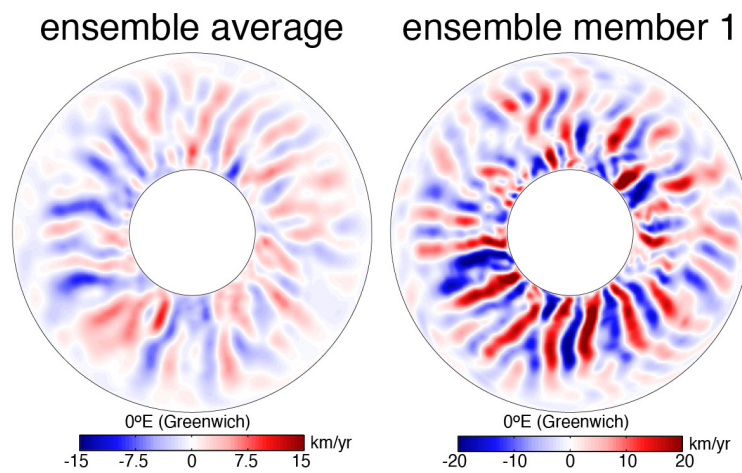 ensemble average
ensemble member 1
0ºE (Greenwich)
km/yr
-15 -7.5 0 7.5 15
0ºE (Greenwich)
km/yr
-20 -10 0 10 20